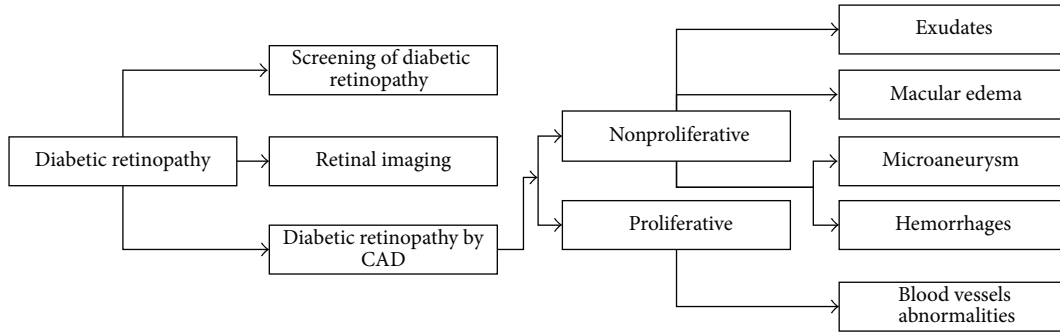 Diabetic retinopathy
Screening of diabetic
retinopathy
Retinal imaging
Diabetic retinopathy by
CAD
Nonproliferative
Proliferative
Exudates
Macular edema
Microaneurysm
Hemorrhages
Blood vessels
abnormalities